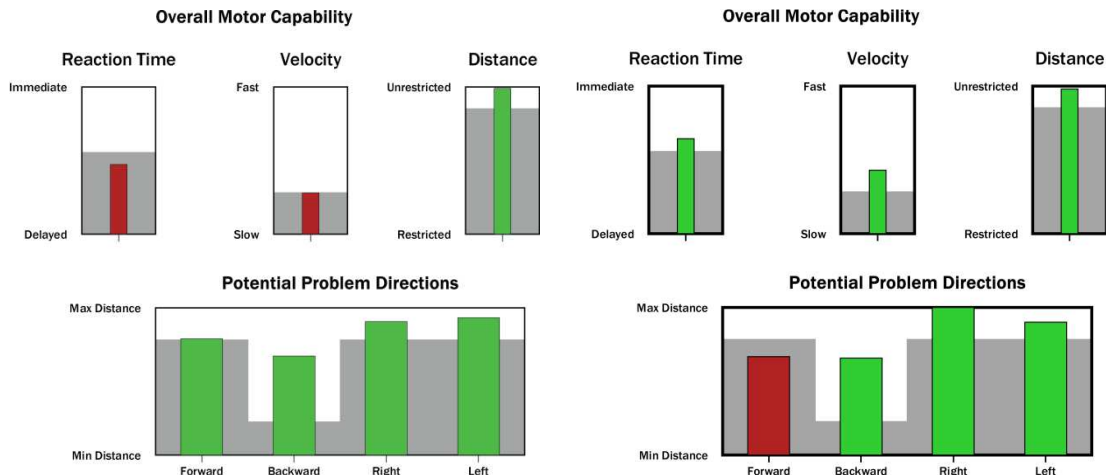 Overall Motor Capability
Reaction Time Velocity Distance
Immediate Fast Unrestricted
Delayed Slow Restricted
Potential Problem Directions
Max Distance
Min Distance
Forward Backward Right Left
Overall Motor Capability
Reaction Time Velocity Distance
Immediate Fast Unrestricted
Delayed Slow Restricted
Potential Problem Directions
Max Distance
Min Distance
Forward Backward Right Left